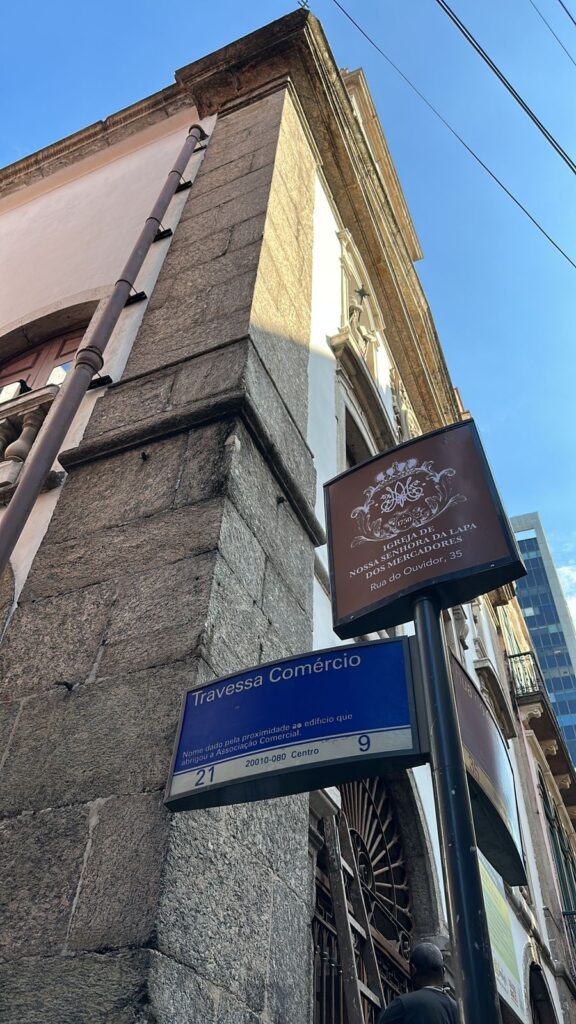 1750
IGREJA DE
NOSSA SENHORA DA LAPA
DOS MERCADORES
Rua do Ouvidor, 35
Travessa Comércio
Nome dado pela proximidade ao edifício que
abrigou a Associação Comercial.
21 20010-080 Centro 9